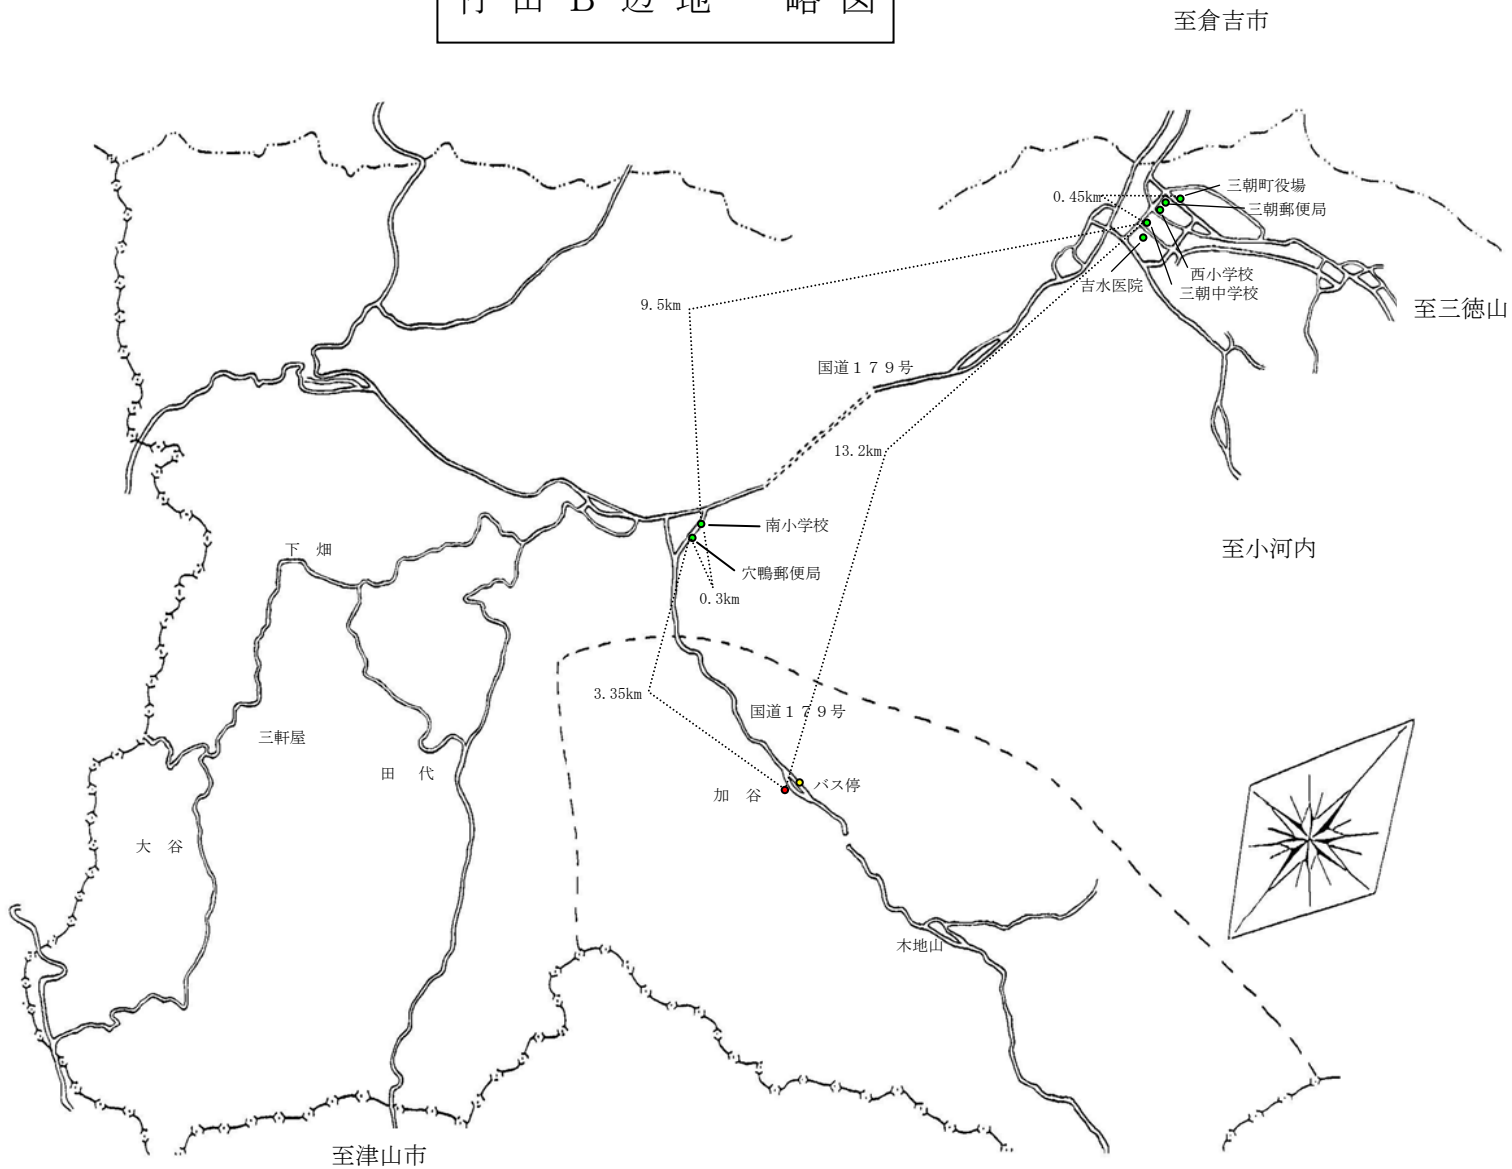 竹 田 B 辺 地　略 図
至倉吉市
三朝町役場
0.45km
三朝郵便局
西小学校
吉水医院
三朝中学校
9.5km
至三徳山
国道１７９号
13.2km
南小学校
下　畑
至小河内
穴鴨郵便局
0.3km
3.35km
国道１７９号
三軒屋
田　代
バス停
加　谷
大　谷
木地山
至津山市